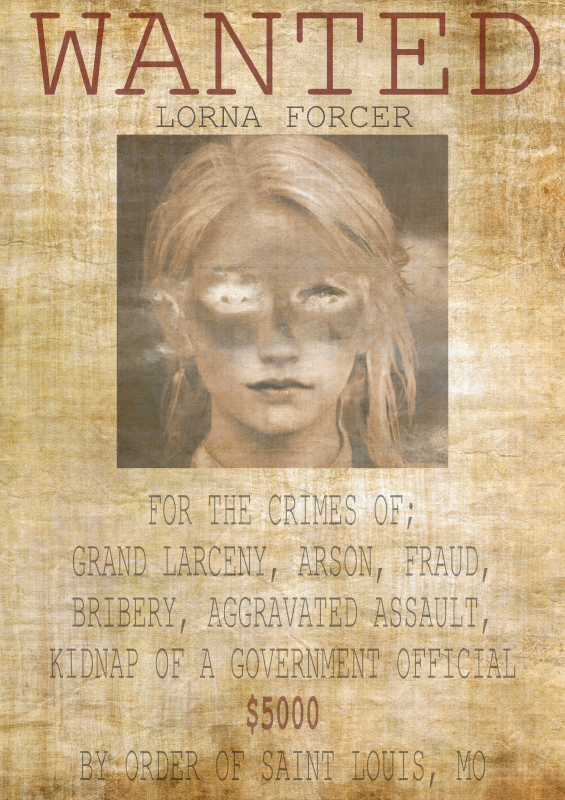 WANTED
LORNA FORCER
FOR THE CRIMES OF;
GRAND LARCENY, ARSON, FRAUD,
BRIBERY, AGGRAVATED ASSAULT,
KIDNAP OF A GOVERNMENT OFFICIAL
$5000
BY ORDER OF SAINT LOUIS, MO